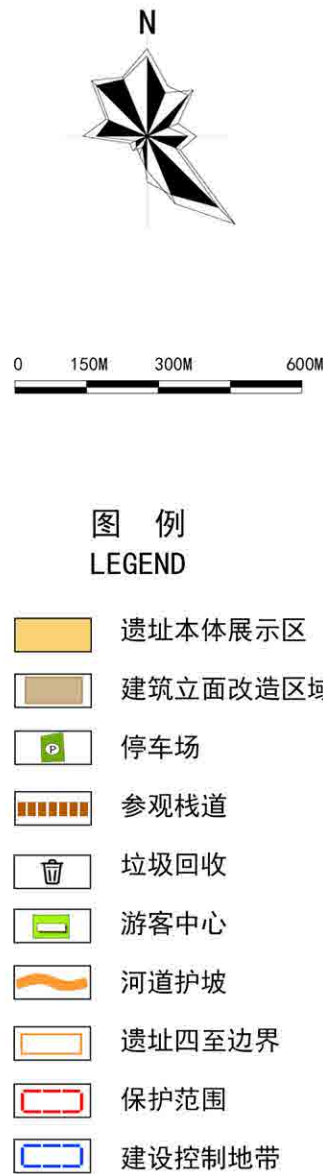 N
0 150M 300M 600M
图 例
LEGEND
遗址本体展示区
建筑立面改造区域
P
停车场
参观栈道
垃圾回收
游客中心
河道护坡
遗址四至边界
保护范围
建设控制地带